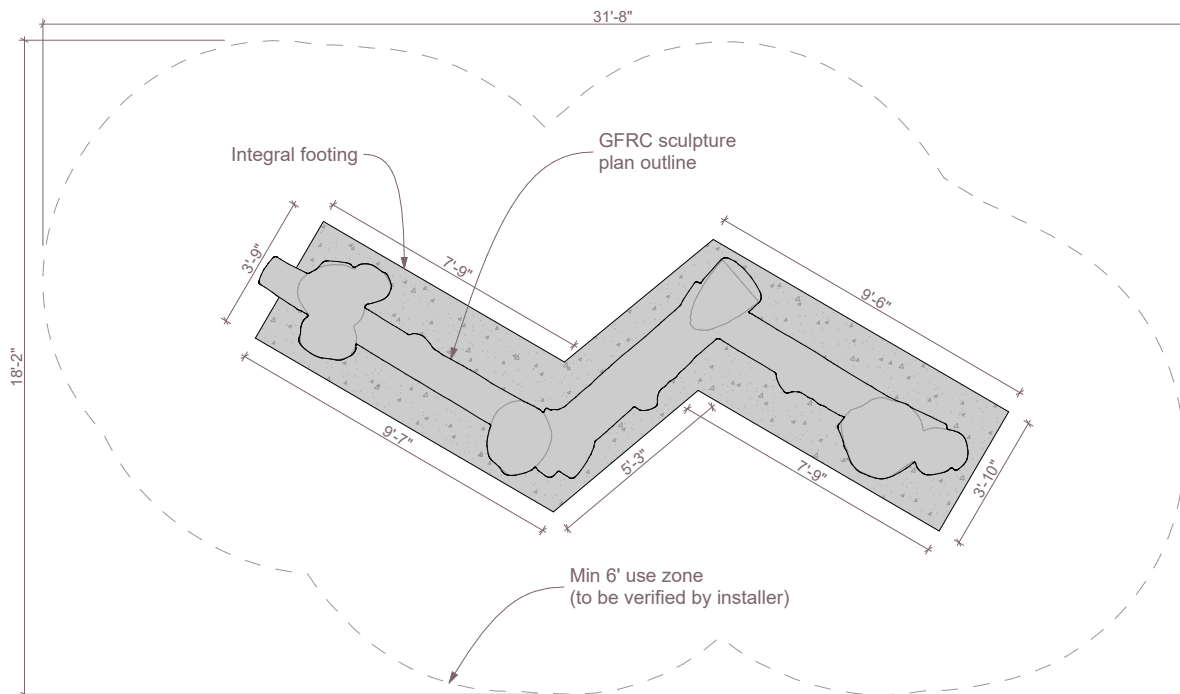 31'-8"
GFRC sculpture
plan outline
Integral footing
3'-9"
7'-9"
9'-6"
18'-2"
9'-7"
5'-3"
7'-9"
3'-10"
Min 6' use zone
(to be verified by installer)